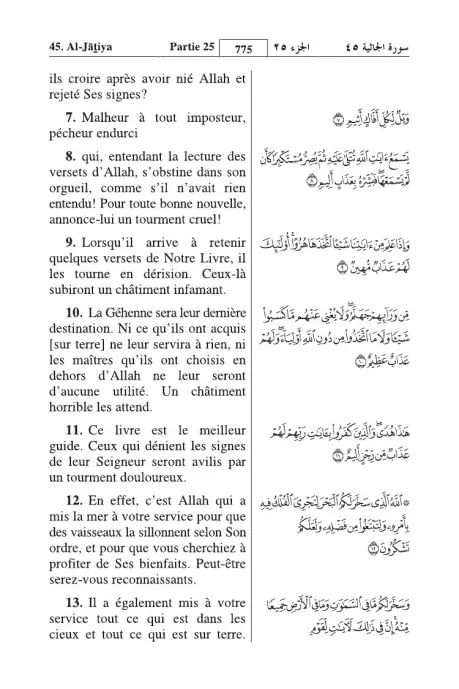 45. Al-Jāṯiya Partie 25 775 الجزء ٢٥ سورة الجاثية ٤٥
ils croire après avoir nié Allah et
rejeté Ses signes?
7. Malheur à tout imposteur,
pécheur endurci
8. qui, entendant la lecture des
versets d’Allah, s’obstine dans son
orgueil, comme s’il n’avait rien
entendu! Pour toute bonne nouvelle,
annonce-lui un tourment cruel!
9. Lorsqu’il arrive à retenir
quelques versets de Notre Livre, il
les tourne en dérision. Ceux-là
subiront un châtiment infamant.
10. La Géhenne sera leur dernière
destination. Ni ce qu’ils ont acquis
[sur terre] ne leur servira à rien, ni
les maîtres qu’ils ont choisis en
dehors d’Allah ne leur seront
d’aucune utilité. Un châtiment
horrible les attend.
11. Ce livre est le meilleur
guide. Ceux qui dénient les signes
de leur Seigneur seront avilis par
un tourment douloureux.
12. En effet, c’est Allah qui a
mis la mer à votre service pour que
des vaisseaux la sillonnent selon Son
ordre, et pour que vous cherchiez à
profiter de Ses bienfaits. Peut-être
serez-vous reconnaissants.
13. Il a également mis à votre
service tout ce qui est dans les
cieux et tout ce qui est sur terre.
وَيْلٌ لِّكُلِّ أَفَّاكٍ أَثِيمٍ ٧
يَسْمَعُ ءَايَٰتِ ٱللَّهِ تُتْلَىٰ عَلَيْهِ ثُمَّ يُصِرُّ مُسْتَكْبِرًا كَأَن
لَّمْ يَسْمَعْهَا ۖ فَبَشِّرْهُ بِعَذَابٍ أَلِيمٍ ٨
وَإِذَا عَلِمَ مِنْ ءَايَٰتِنَا شَيْـًٔا ٱتَّخَذَهَا هُزُوًا ۚ أُو۟لَٰٓئِكَ
لَهُمْ عَذَابٌ مُّهِينٌ ٩
مِّن وَرَآئِهِمْ جَهَنَّمُ ۖ وَلَا يُغْنِى عَنْهُم مَّا كَسَبُوا۟
شَيْـًٔا وَلَا مَا ٱتَّخَذُوا۟ مِن دُونِ ٱللَّهِ أَوْلِيَآءَ ۖ وَلَهُمْ
عَذَابٌ عَظِيمٌ ١٠
هَٰذَا هُدًى ۖ وَٱلَّذِينَ كَفَرُوا۟ بِـَٔايَٰتِ رَبِّهِمْ لَهُمْ
عَذَابٌ مِّن رِّجْزٍ أَلِيمٌ ١١
۞ ٱللَّهُ ٱلَّذِى سَخَّرَ لَكُمُ ٱلْبَحْرَ لِتَجْرِىَ ٱلْفُلْكُ فِيهِ
بِأَمْرِهِۦ وَلِتَبْتَغُوا۟ مِن فَضْلِهِۦ وَلَعَلَّكُمْ
تَشْكُرُونَ ١٢
وَسَخَّرَ لَكُم مَّا فِى ٱلسَّمَٰوَٰتِ وَمَا فِى ٱلْأَرْضِ جَمِيعًا
مِّنْهُ ۚ إِنَّ فِى ذَٰلِكَ لَءَايَٰتٍ لِّقَوْمٍ